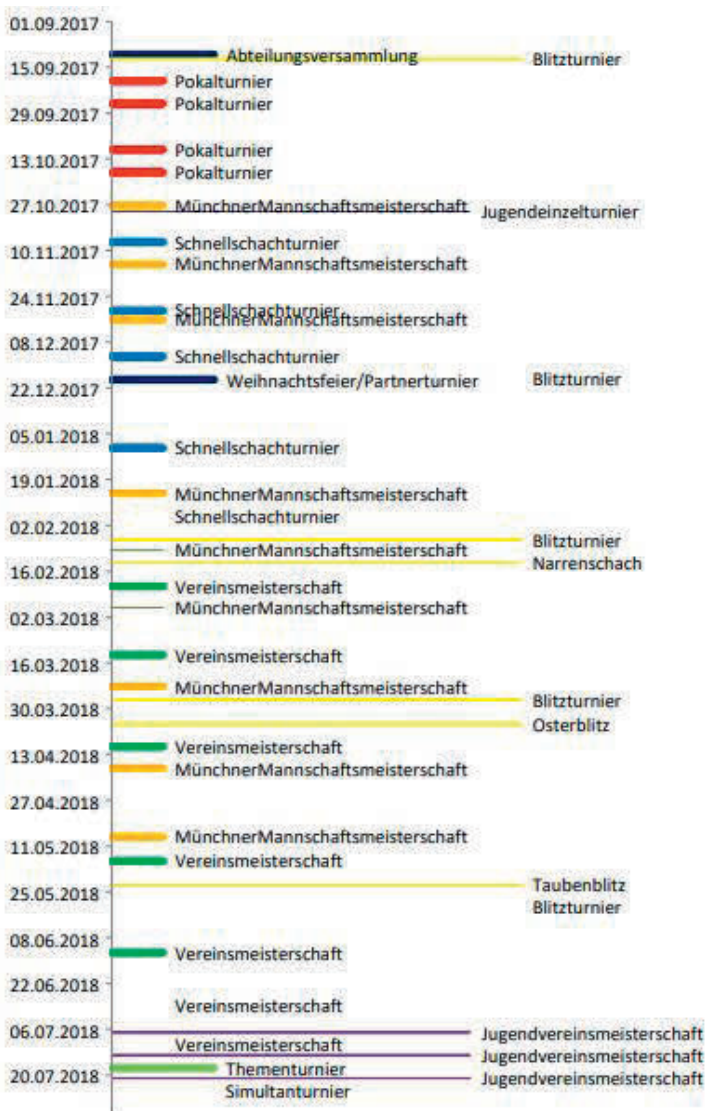 01.09.2017
Abteilungsversammlung
Blitzturnier
15.09.2017
Pokalturnier
Pokalturnier
29.09.2017
Pokalturnier
13.10.2017
Pokalturnier
27.10.2017
MünchnerMannschaftsmeisterschaft
Jugendeinzelturnier
Schnellschachturnier
10.11.2017
MünchnerMannschaftsmeisterschaft
24.11.2017
Schnellschachturnier
MünchnerMannschaftsmeisterschaft
08.12.2017
Schnellschachturnier
Weihnachtsfeier/Partnerturnier
Blitzturnier
22.12.2017
05.01.2018
Schnellschachturnier
19.01.2018
MünchnerMannschaftsmeisterschaft
Schnellschachturnier
02.02.2018
Blitzturnier
MünchnerMannschaftsmeisterschaft
Narrenschach
16.02.2018
Vereinsmeisterschaft
MünchnerMannschaftsmeisterschaft
02.03.2018
Vereinsmeisterschaft
16.03.2018
MünchnerMannschaftsmeisterschaft
Blitzturnier
30.03.2018
Osterblitz
Vereinsmeisterschaft
13.04.2018
MünchnerMannschaftsmeisterschaft
27.04.2018
MünchnerMannschaftsmeisterschaft
11.05.2018
Vereinsmeisterschaft
Taubenblitz
25.05.2018
Blitzturnier
08.06.2018
Vereinsmeisterschaft
22.06.2018
Vereinsmeisterschaft
06.07.2018
Jugendvereinsmeisterschaft
Vereinsmeisterschaft
Jugendvereinsmeisterschaft
Thementurnier
20.07.2018
Jugendvereinsmeisterschaft
Simultanturnier